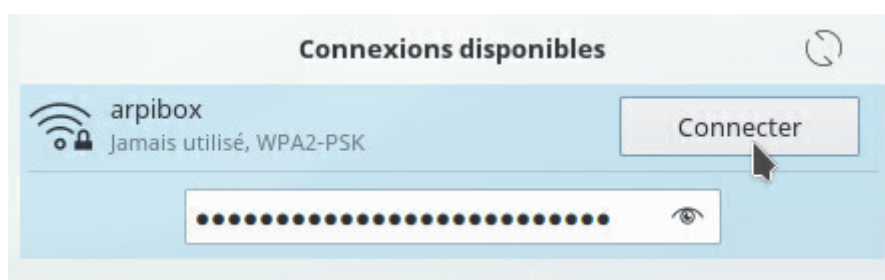 Connexions disponibles
arpibox
Connecter
Jamais utilisé, WPA2-PSK
••••••••••••••••••••••••••